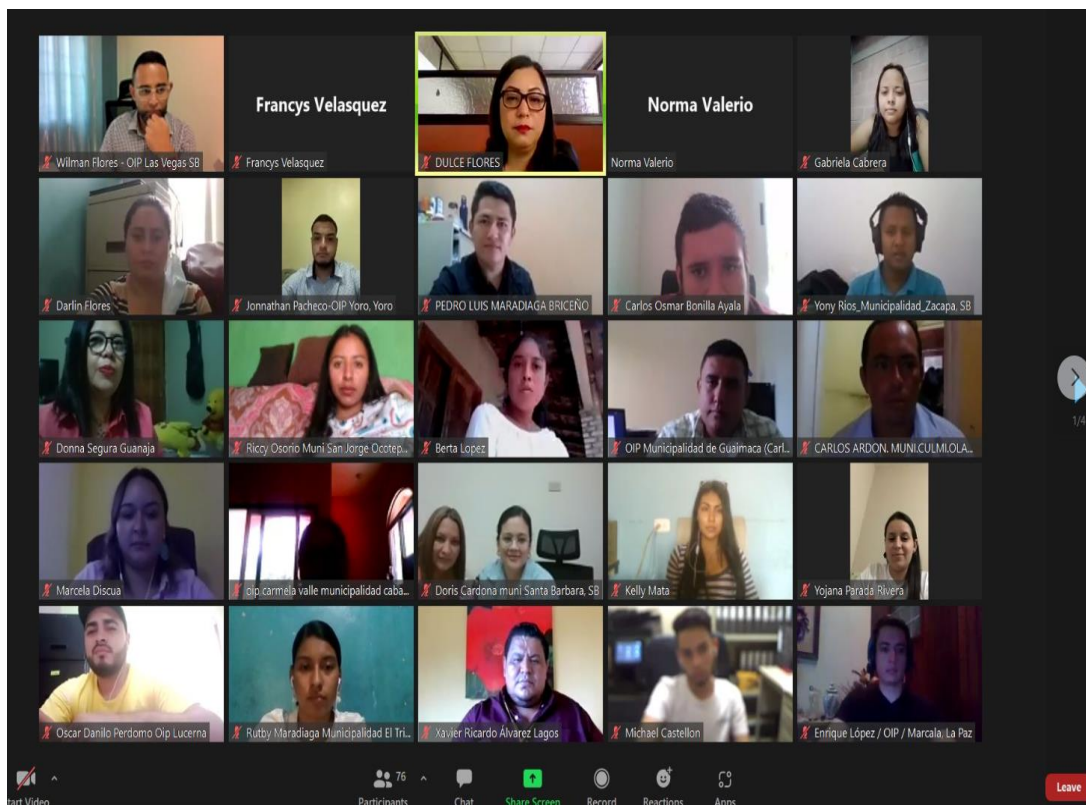 Francys Velasquez
Norma Valerio
Wilman Flores - OIP Las Vegas SB
Francys Velasquez
DULCE FLORES
Norma Valerio
Gabriela Cabrera
Darlin Flores
Jonnathan Pacheco-OIP Yoro, Yoro
PEDRO LUIS MARADIAGA BRICEÑO
Carlos Osmar Bonilla Ayala
Yony Rios_Municipalidad_Zacapa, SB
Donna Segura Guanaja
Riccy Osorio Muni San Jorge Ocotep...
Berta Lopez
OIP Municipalidad de Guaimaca (Carl...
CARLOS ARDON. MUNI.CULMI.OLA...
1/4
Marcela Discua
oip carmela valle municipalidad caba...
Doris Cardona muni Santa Barbara, SB
Kelly Mata
Yojana Parada Rivera
Oscar Danilo Perdomo Oip Lucerna
Rutby Maradiaga Municipalidad El Tri...
Xavier Ricardo Álvarez Lagos
Michael Castellon
Enrique López / OIP / Marcala, La Paz
76
tart Video
Participants
Chat
Share Screen
Record
Reactions
Apps
Leave